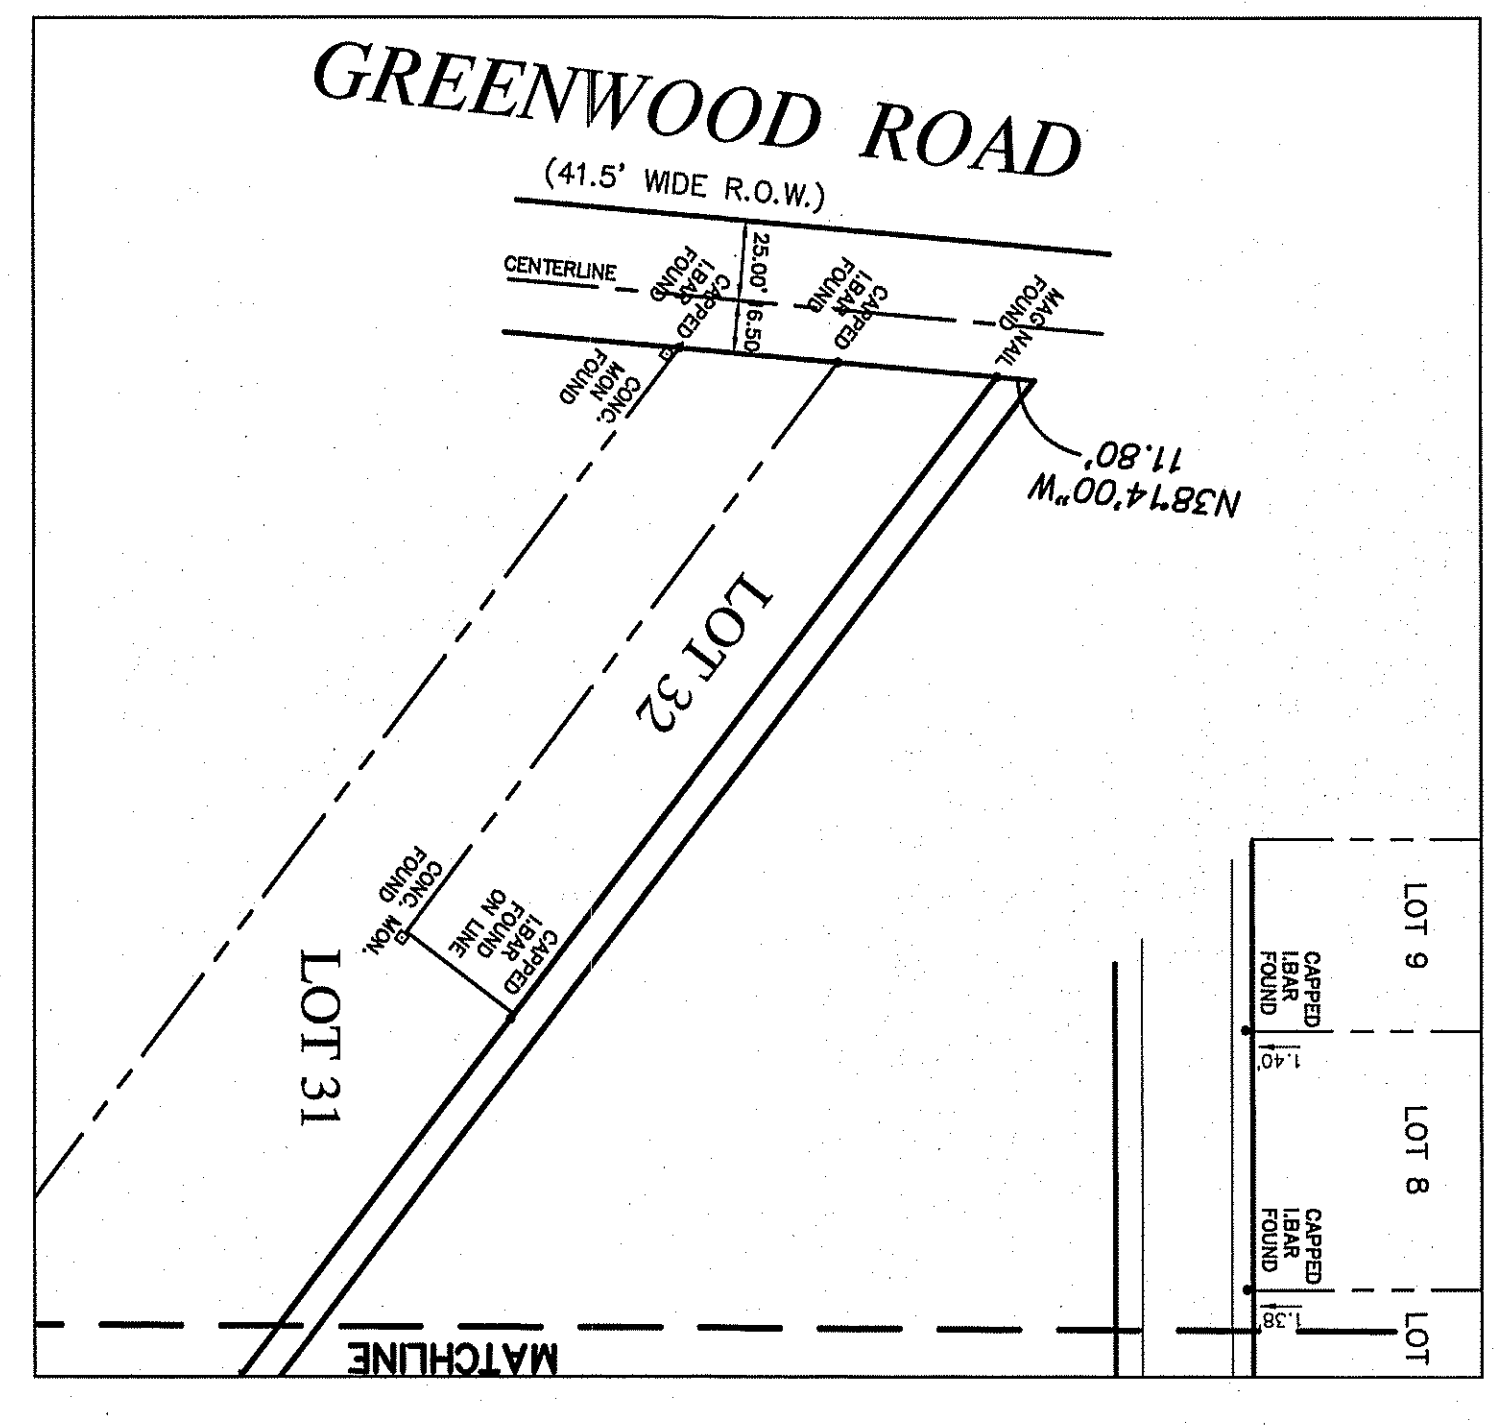 GREENWOOD ROAD
(41.5' WIDE R.O.W.)
CENTERLINE
25.00'
16.50'
CAPPED
I.BAR
FOUND
CAPPED
I.BAR
FOUND
MAG NAIL
FOUND
CONC.
MON
FOUND
N38°14'00"W
11.80'
LOT 32
CONC. MON.
FOUND
CAPPED
I.BAR
FOUND
ON LINE
LOT 31
LOT 9
CAPPED
I.BAR
FOUND
1.40'
LOT 8
CAPPED
I.BAR
FOUND
1.38'
LOT
MATCHLINE